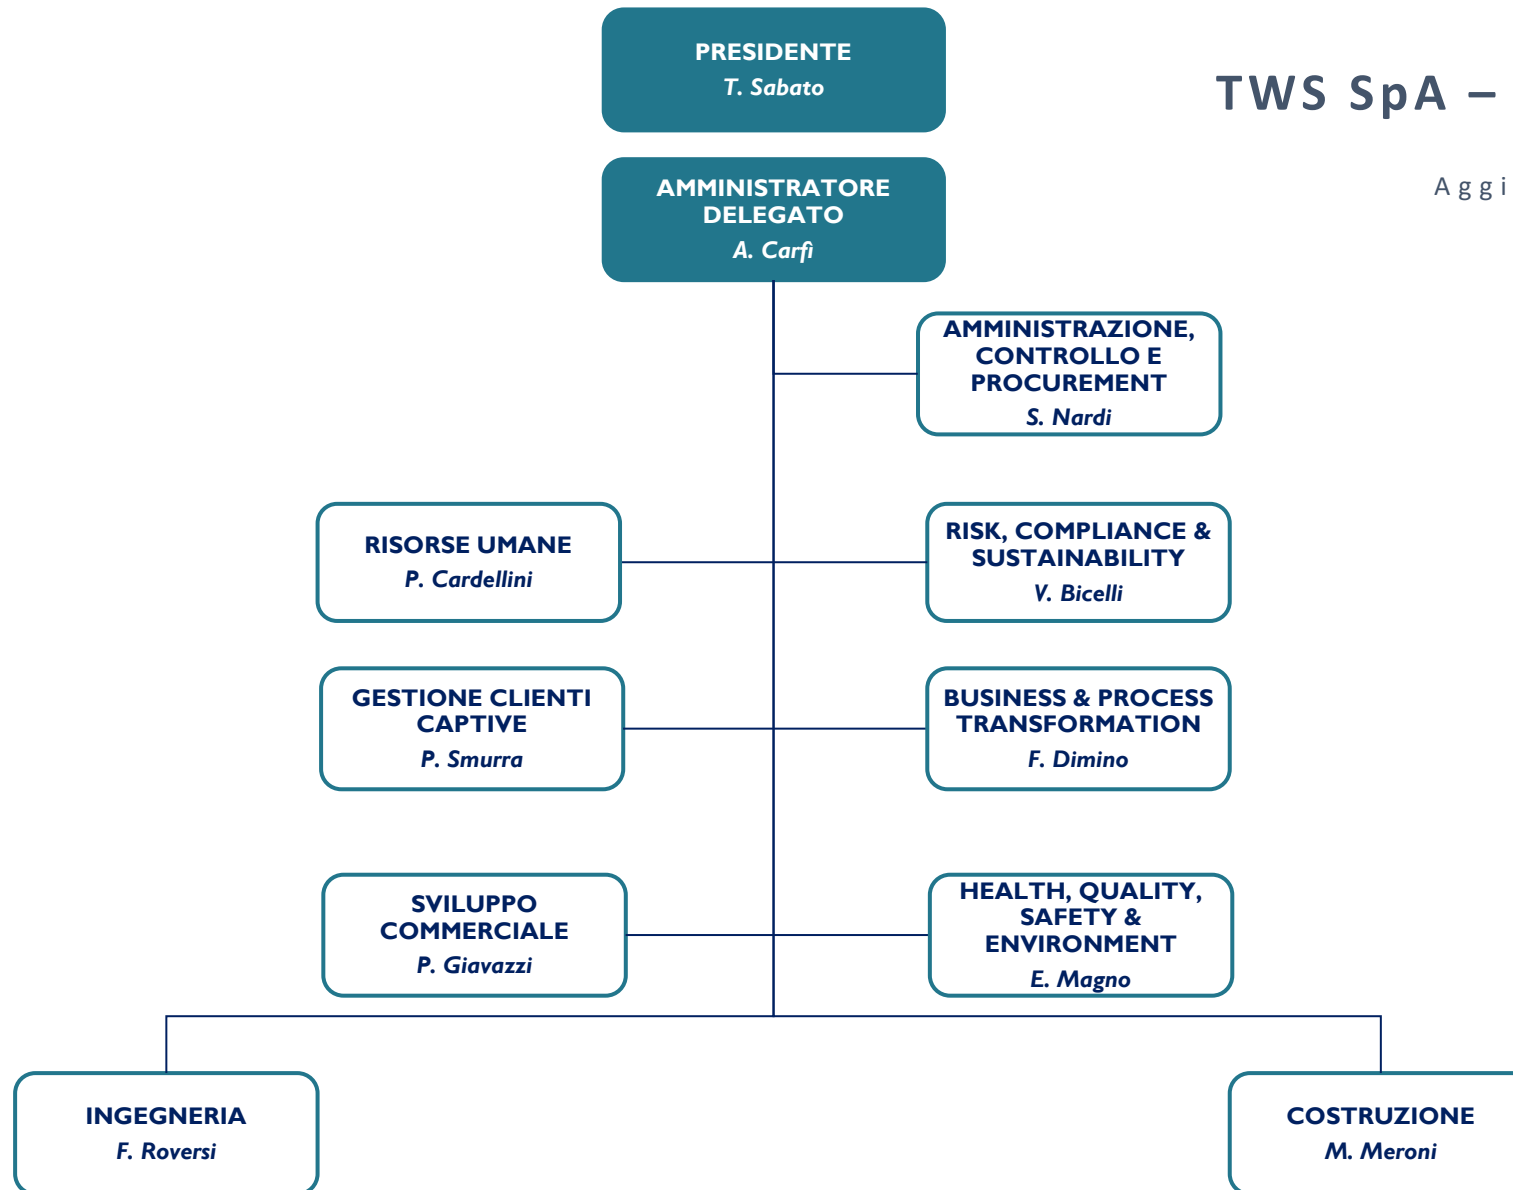 PRESIDENTE
T. Sabato
TWS SpA –
Aggi
AMMINISTRATORE
DELEGATO
A. Carfì
AMMINISTRAZIONE,
CONTROLLO E
PROCUREMENT
S. Nardi
RISORSE UMANE
P. Cardellini
RISK, COMPLIANCE &
SUSTAINABILITY
V. Bicelli
GESTIONE CLIENTI
CAPTIVE
P. Smurra
BUSINESS & PROCESS
TRANSFORMATION
F. Dimino
SVILUPPO
COMMERCIALE
P. Giavazzi
HEALTH, QUALITY,
SAFETY &
ENVIRONMENT
E. Magno
INGEGNERIA
F. Roversi
COSTRUZIONE
M. Meroni